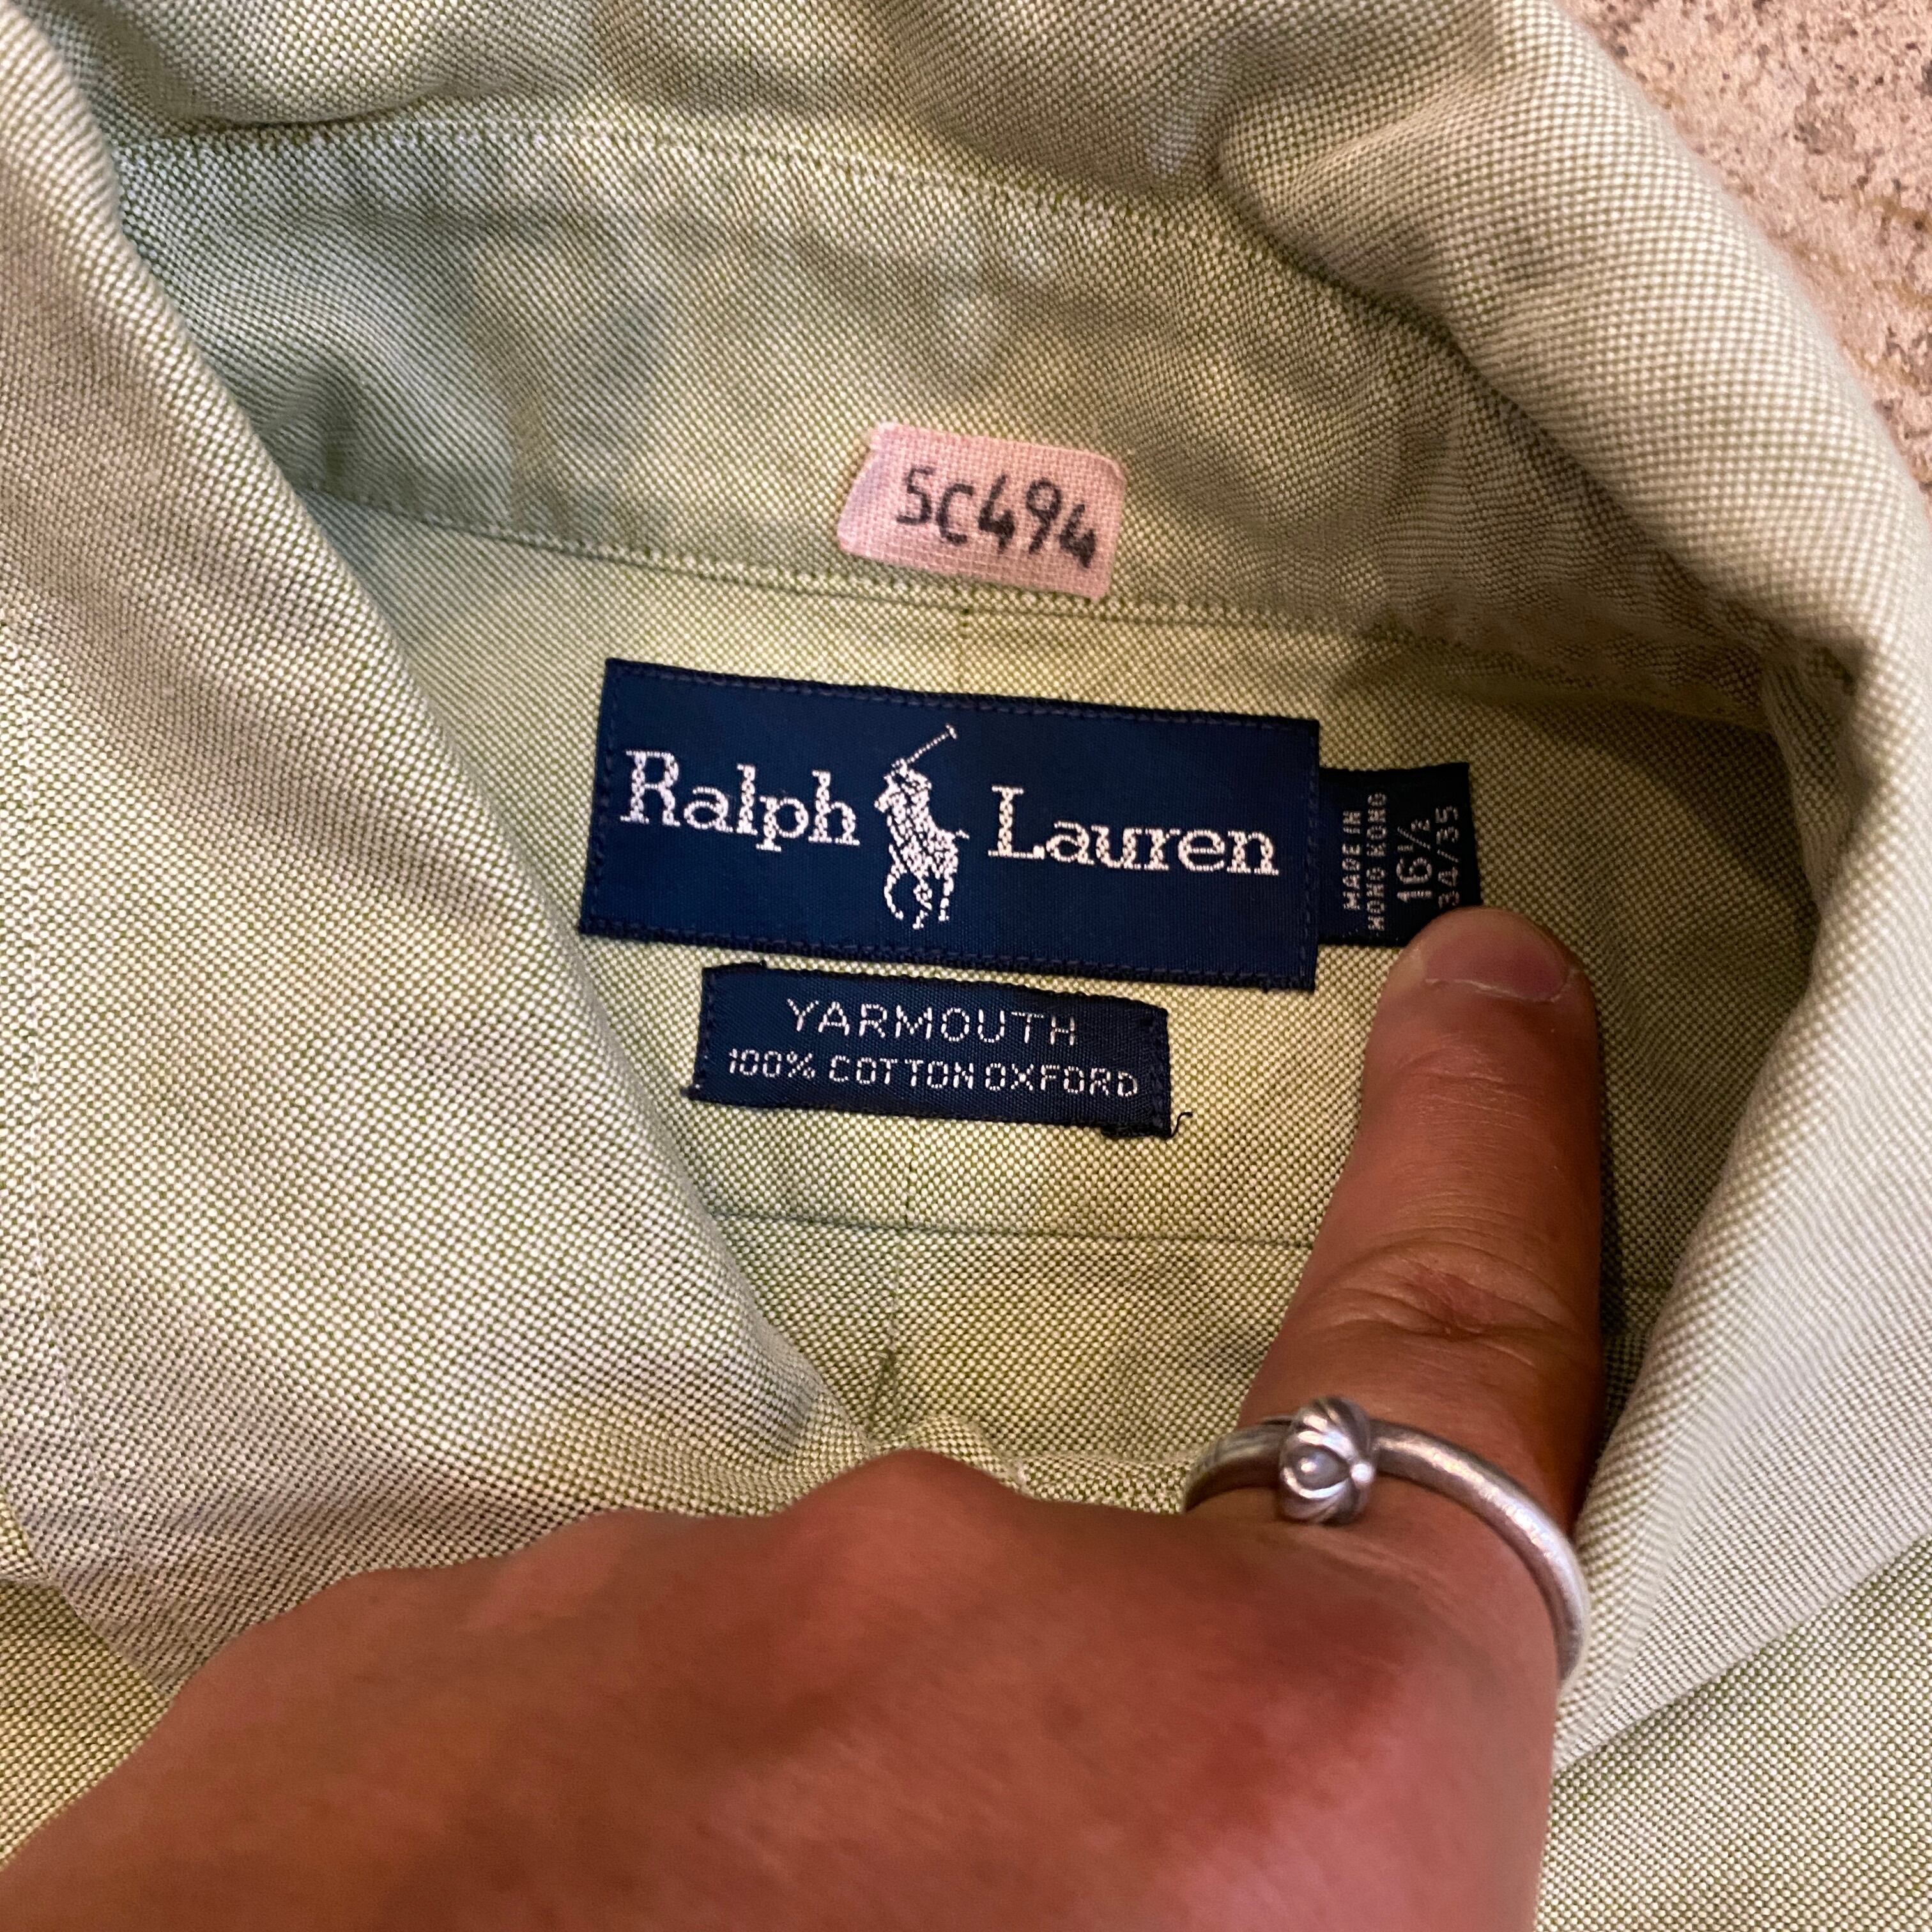 5C494
Ralph Lauren
MADE IN
HONG KONG
16½
34/35
YARMOUTH
100% COTTON OXFORD